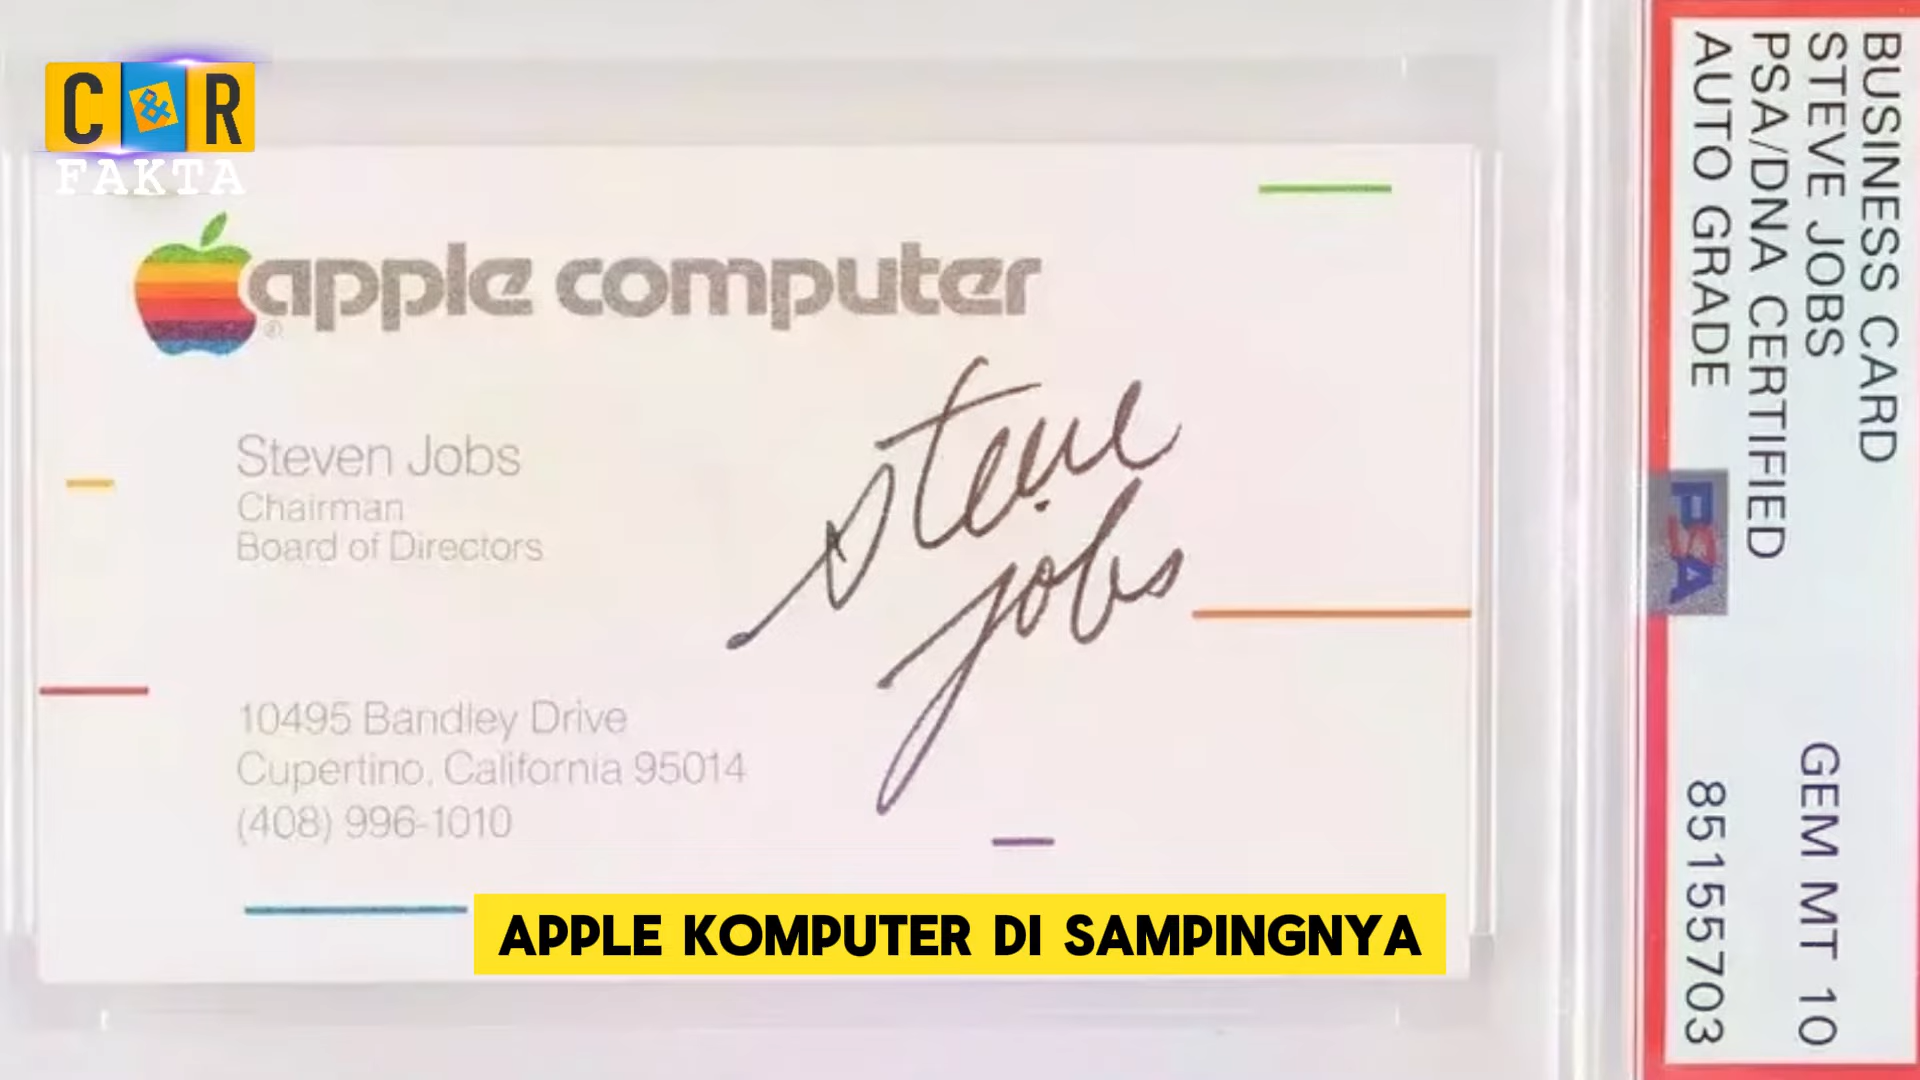 C & R
FAKTA
apple computer
Steven Jobs
Chairman
Board of Directors
steve
jobs
10495 Bandley Drive
Cupertino, California 95014
(408) 996-1010
APPLE KOMPUTER DI SAMPINGNYA
BUSINESS CARD
STEVE JOBS
PSA/DNA CERTIFIED
AUTO GRADE
GEM MT 10
85155703
PSA